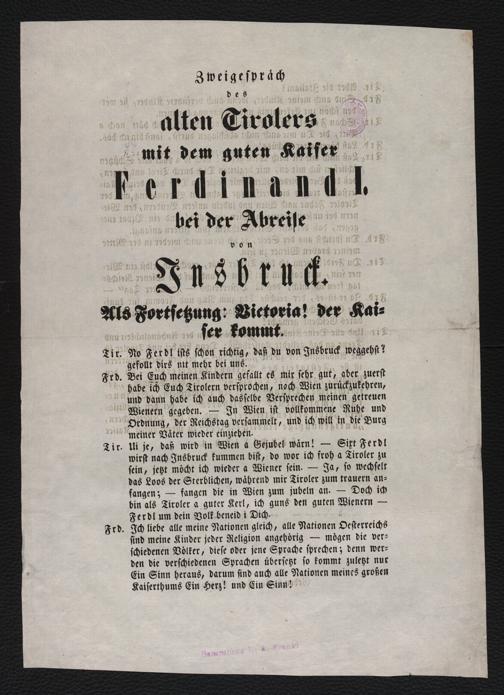 Zweigespräch
des
alten Tirolers
mit dem guten Kaiser
Ferdinand I.
bei der Abreise
von
Insbruck.
Als Fortsetzung: Victoria! der Kai-
ser kommt.
Tir. No Ferdl ists schon richtig, daß du von Insbruck weggehst?
gefollt dirs nit mehr bei uns.
Frd. Bei Euch meinen Kindern gefällt es mir sehr gut, aber zuerst
habe ich Euch Tirolern versprochen, nach Wien zurückzukehren,
und dann habe ich auch dasselbe Versprechen meinen getreuen
Wienern gegeben. — In Wien ist vollkommene Ruhe und
Ordnung, der Reichstag versammelt, und ich will in die Burg
meiner Väter wieder einziehen.
Tir. Ui je, daß wird in Wien a Gejubel wärn! — Sixt Ferdl
wirst nach Insbruck kummen bist, do wor ich froh a Tiroler zu
sein, jetzt möcht ich wieder a Wiener sein. — Ja, so wechselt
das Loos der Sterblichen, während mir Tiroler zum trauern an-
fangen; — fangen die in Wien zum jubeln an. — Doch ich
bin als Tiroler a guter Kerl, ich guns den guten Wienern —
Ferdl um dein Volk beneid i Dich.
Frd. Ich liebe alle meine Nationen gleich, alle Nationen Oesterreichs
sind meine Kinder jeder Religion angehörig — mögen die ver-
schiedenen Völker, diese oder jene Sprache sprechen; denn wer-
den die verschiedenen Sprachen übersetzt so kommt zuletzt nur
Ein Sinn heraus, darum sind auch alle Nationen meines großen
Kaiserthums Ein Herz! und Ein Sinn!